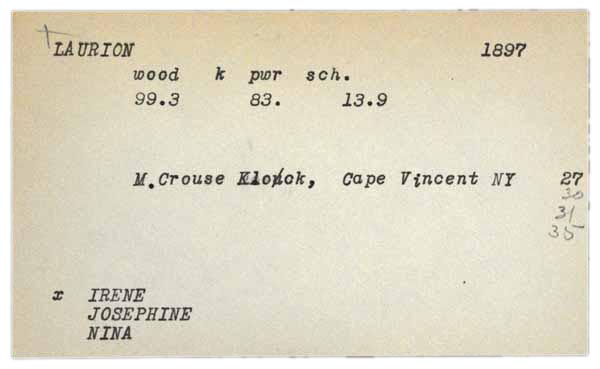 LAURION 1897
wood k pwr sch.
99.3 83. 13.9
M. Crouse Klock, Cape Vincent NY 27
30
31
35
x IRENE
JOSEPHINE
NINA